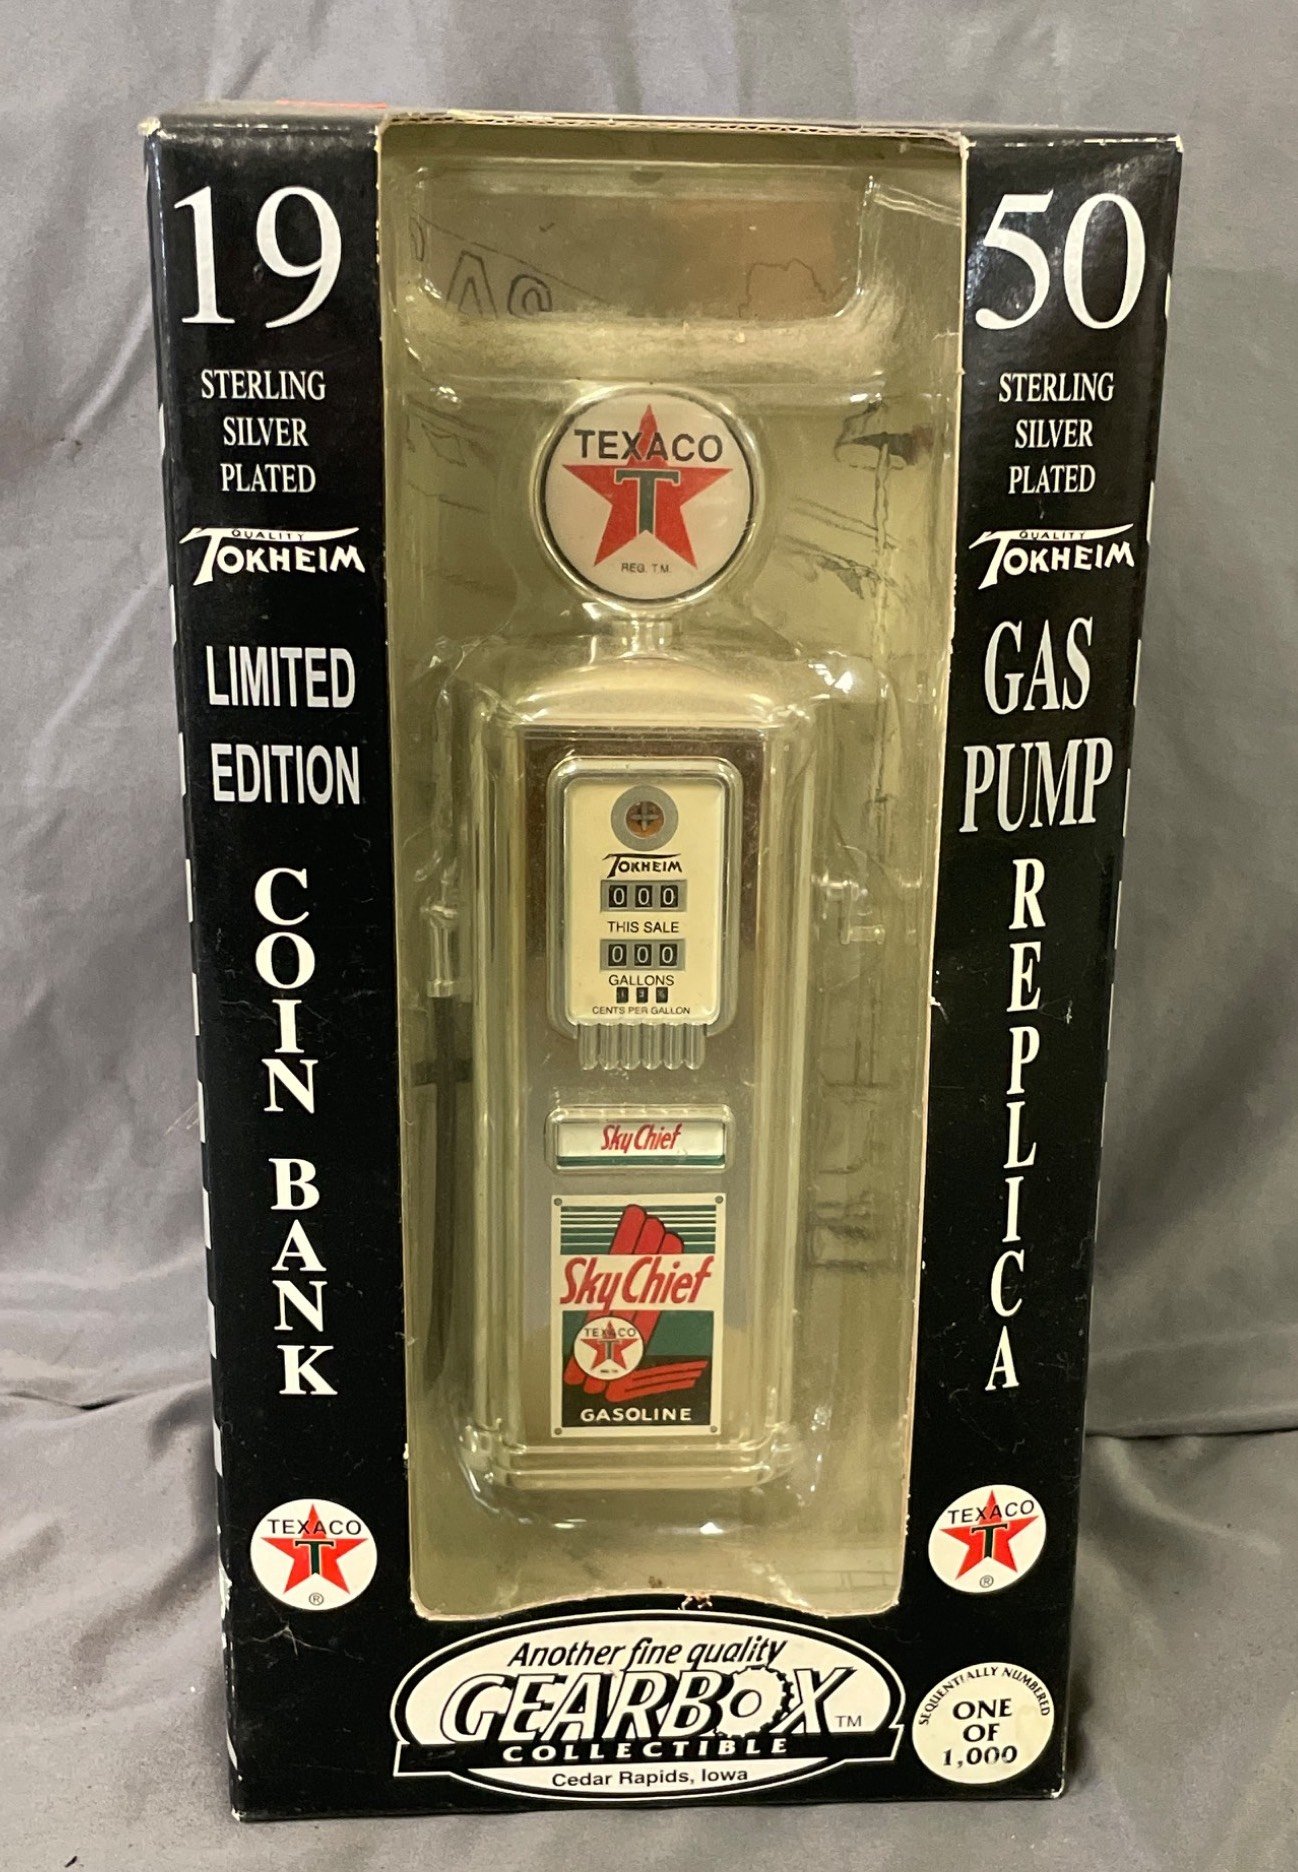 19
STERLING
SILVER
PLATED
QUALITY
TOKHEIM
LIMITED
EDITION
COIN BANK
TEXACO
T
®
TEXACO
T
REG. T.M.
TOKHEIM
000
THIS SALE
000
GALLONS
CENTS PER GALLON
Sky Chief
Sky Chief
TEXACO
T
GASOLINE
50
STERLING
SILVER
PLATED
QUALITY
TOKHEIM
GAS
PUMP
REPLICA
TEXACO
T
®
Another fine quality
GEARBOX TM
COLLECTIBLE
Cedar Rapids, Iowa
SEQUENTIALLY NUMBERED
ONE
OF
1,000